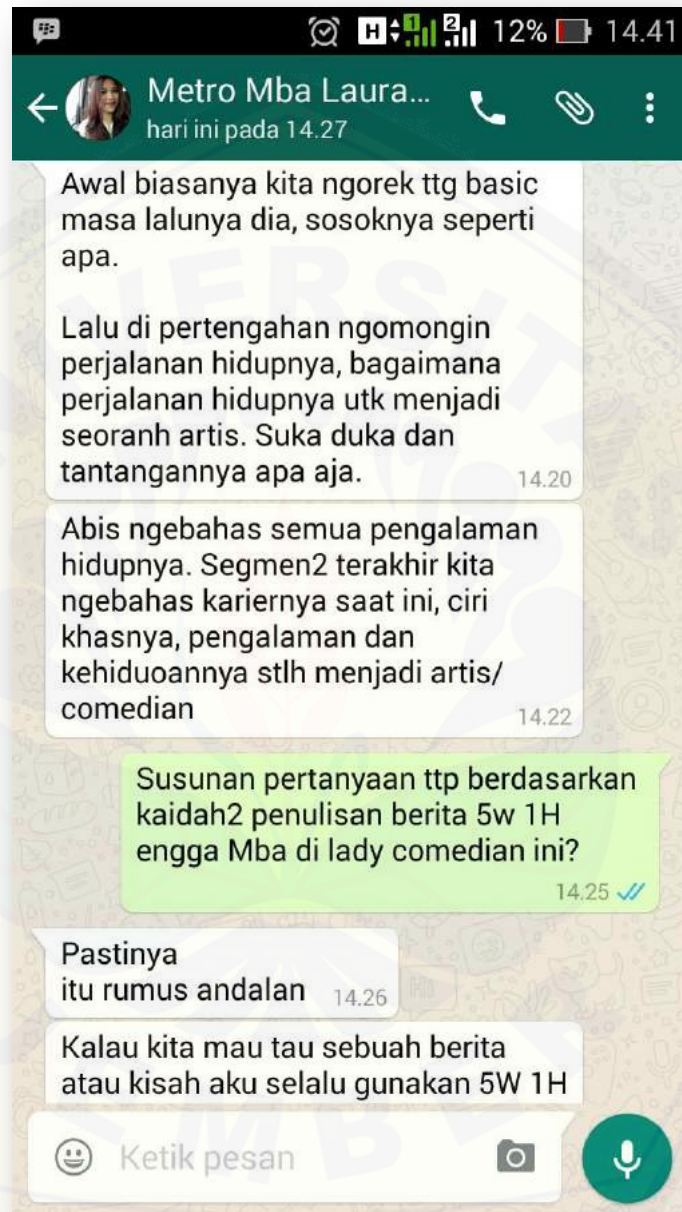 H 1 2 12% 14.41
Metro Mba Laura...
hari ini pada 14.27
Awal biasanya kita ngorek ttg basic
masa lalunya dia, sosoknya seperti
apa.
Lalu di pertengahan ngomongin
perjalanan hidupnya, bagaimana
perjalanan hidupnya utk menjadi
seoranh artis. Suka duka dan
tantangannya apa aja. 14.20
Abis ngebahas semua pengalaman
hidupnya. Segmen2 terakhir kita
ngebahas kariernya saat ini, ciri
khasnya, pengalaman dan
kehiduoannya stlh menjadi artis/
comedian 14.22
Susunan pertanyaan ttp berdasarkan
kaidah2 penulisan berita 5w 1H
engga Mba di lady comedian ini?
14.25
Pastinya
itu rumus andalan 14.26
Kalau kita mau tau sebuah berita
atau kisah aku selalu gunakan 5W 1H
Ketik pesan